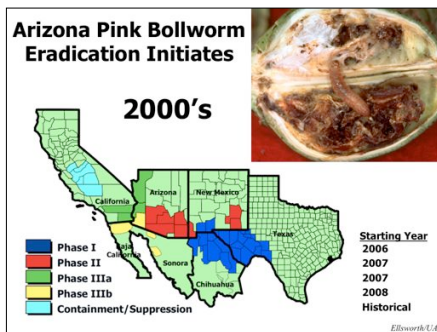 Arizona Pink Bollworm
Eradication Initiates
2000's
California
Arizona
New Mexico
Texas
Baja
California
Sonora
Chihuahua
Phase I
Phase II
Phase IIIa
Phase IIIb
Containment/Suppression
Starting Year
2006
2007
2007
2008
Historical
Ellsworth/UA